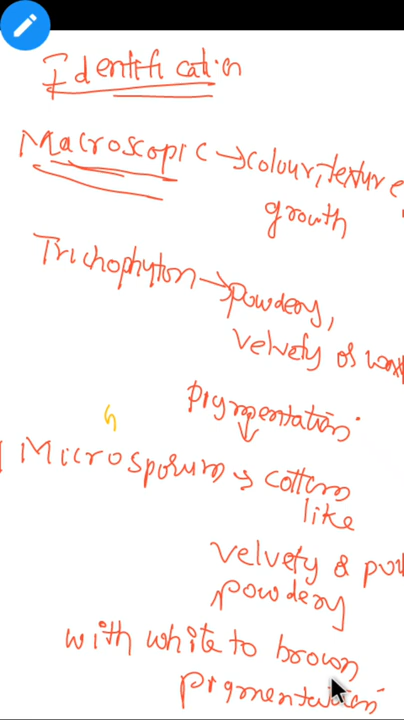 Identification
Macroscopic → colour, texture
growth
Trichophyton → powdery,
velvety or
pigmentation
↓
Microsporum → cotton
like
velvety &
powdery
with white to brown
pigmentation